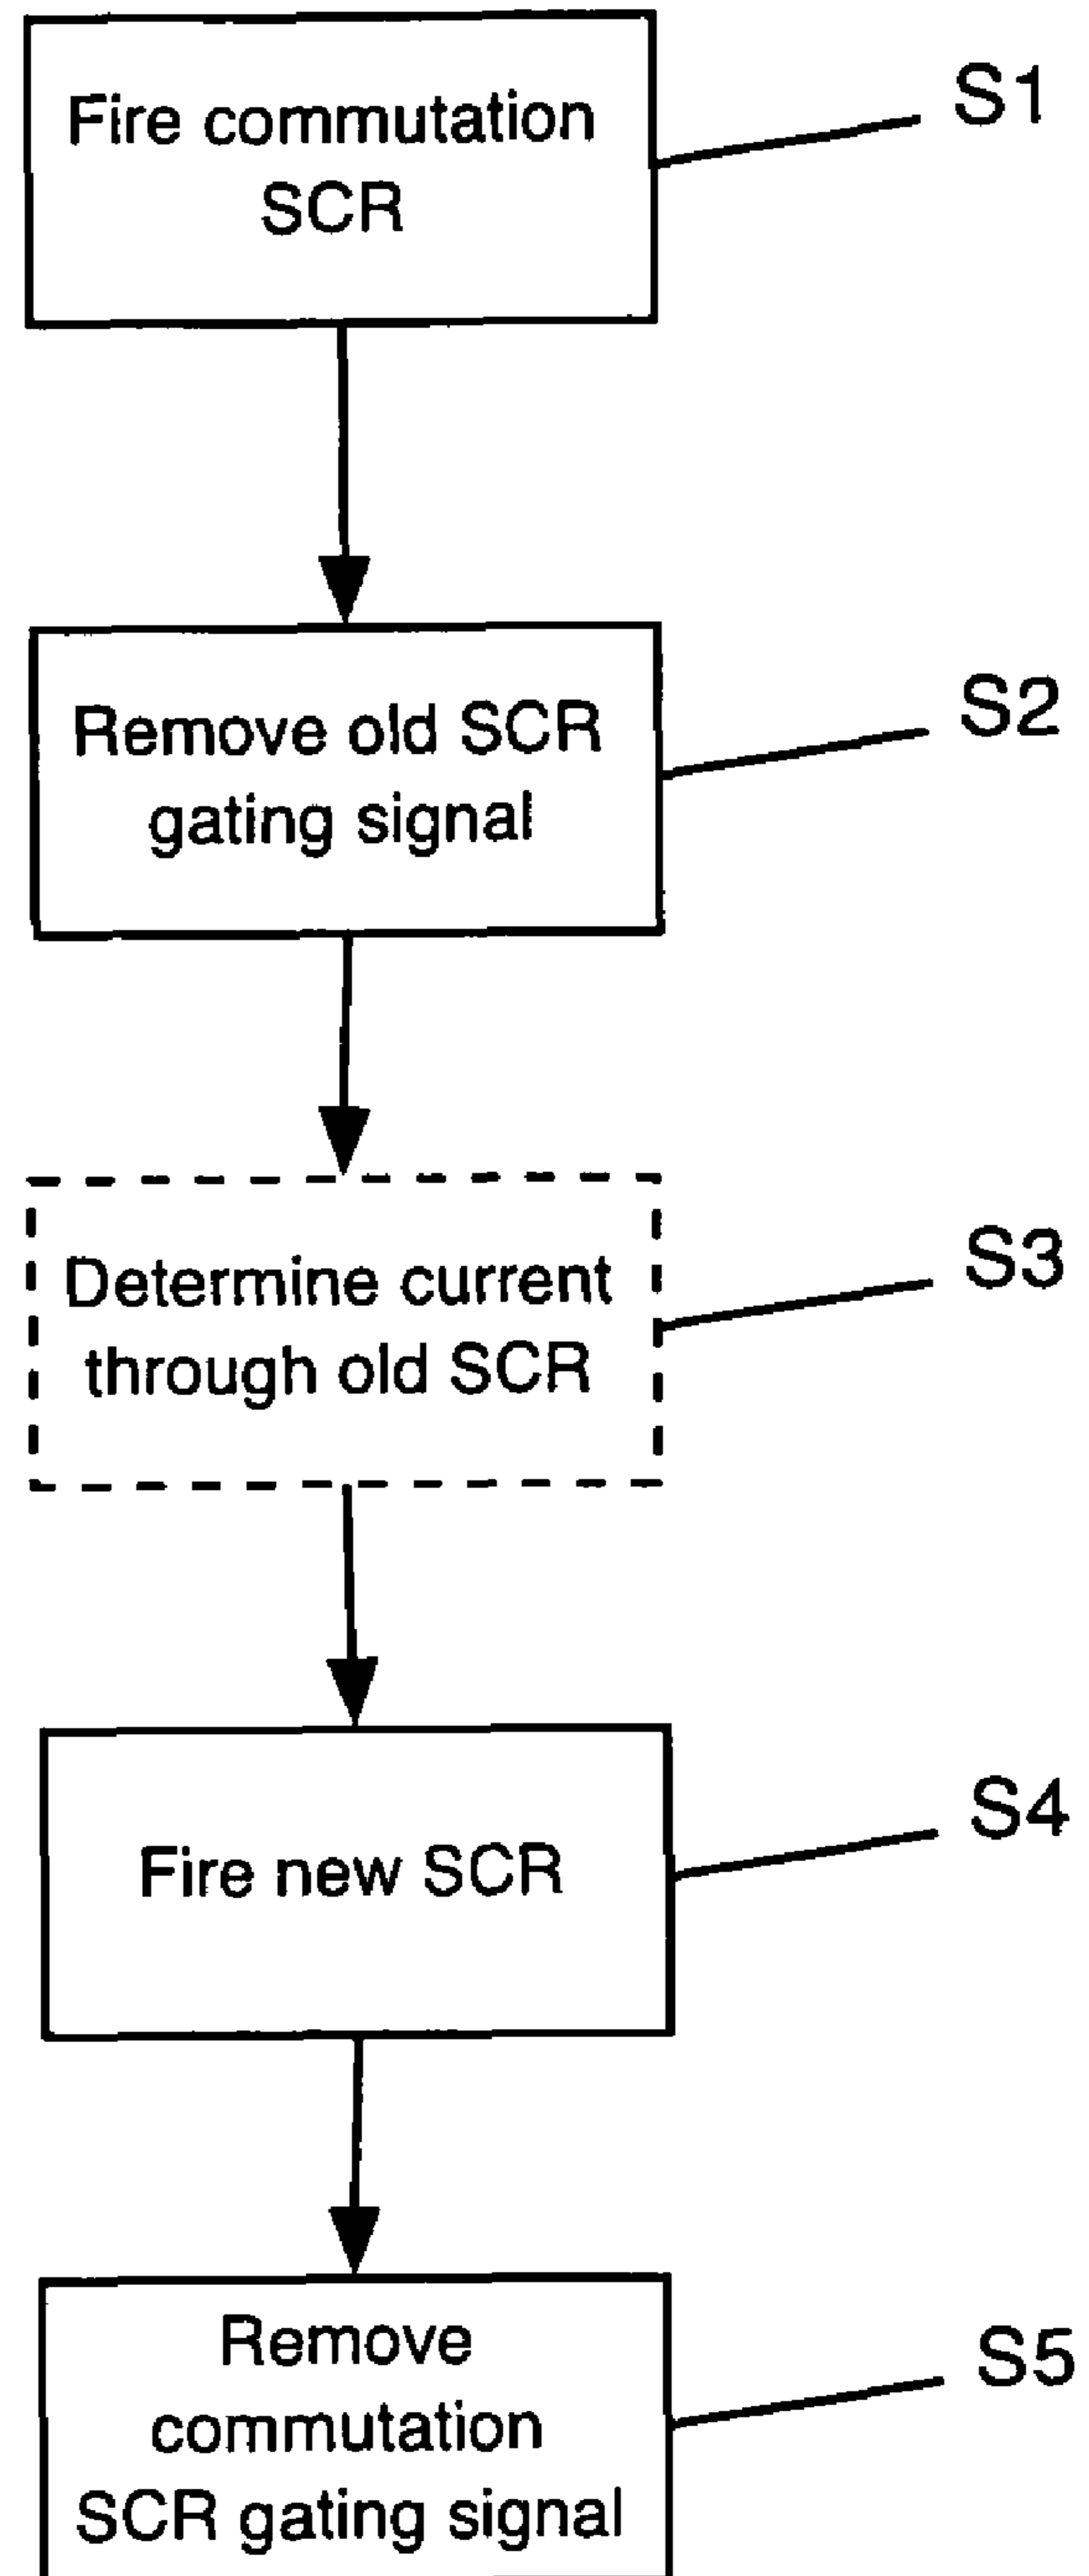 Fire commutation
SCR
S1
Remove old SCR
gating signal
S2
Determine current
through old SCR
S3
Fire new SCR
S4
Remove
commutation
SCR gating signal
S5